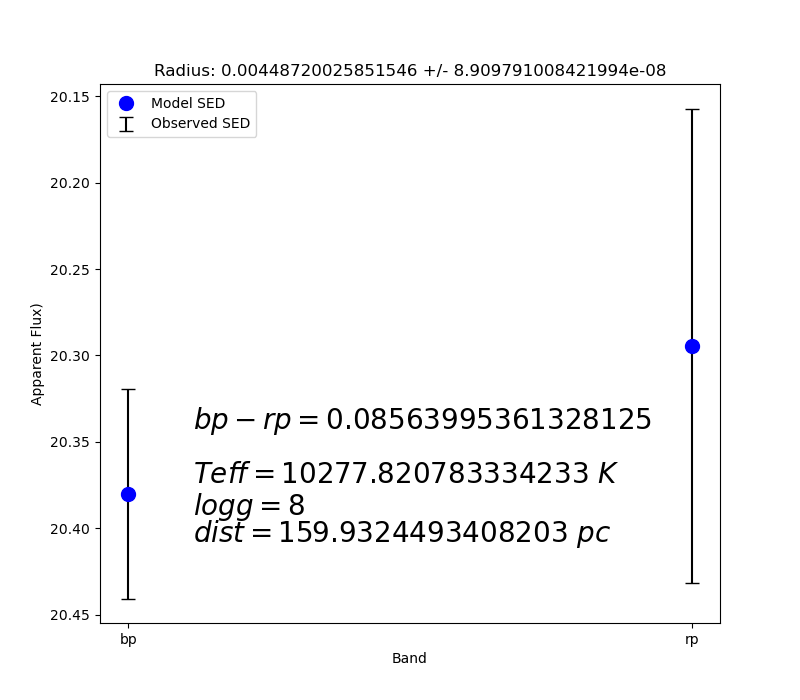 Radius: 0.00448720025851546 +/- 8.909791008421994e-08
Model SED
Observed SED
20.15
20.20
20.25
20.30
20.35
20.40
20.45
Apparent Flux)
bp − rp = 0.08563995361328125
Teff = 10277.820783334233 K
logg = 8
dist = 159.9324493408203 pc
bp
rp
Band